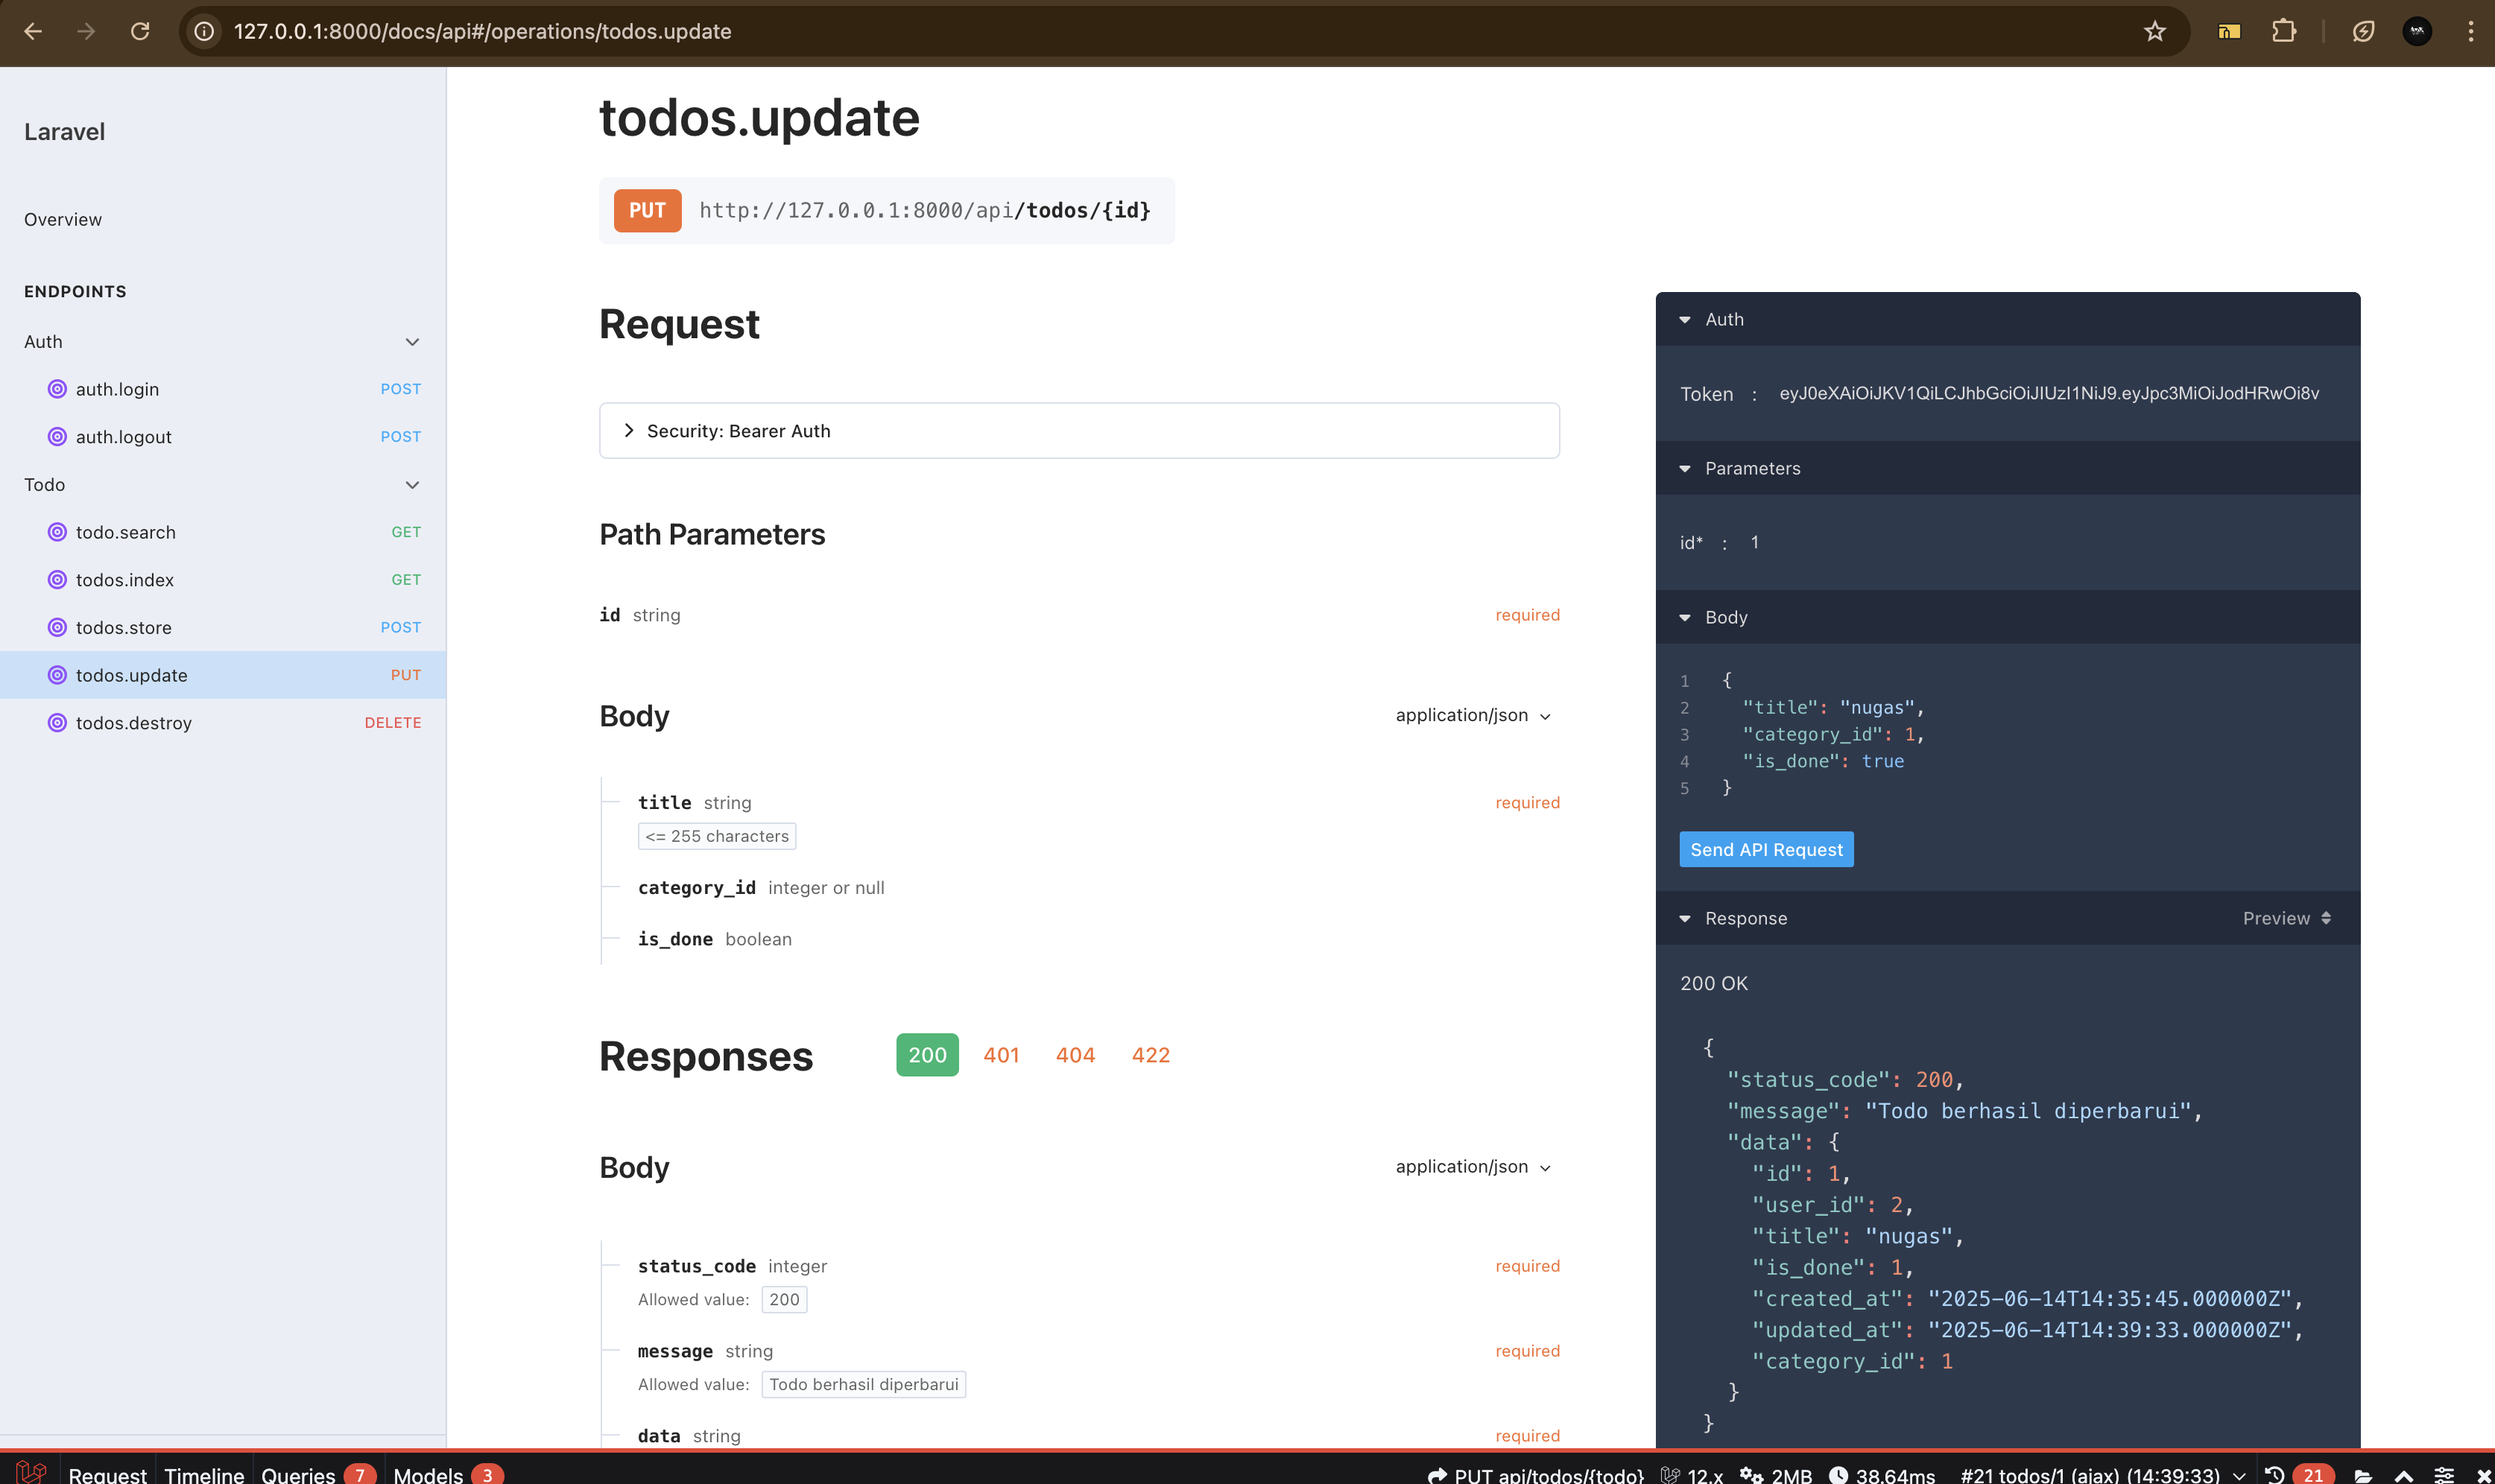 127.0.0.1:8000/docs/api#/operations/todos.update
Laravel
Overview
ENDPOINTS
Auth
auth.login POST
auth.logout POST
Todo
todo.search GET
todos.index GET
todos.store POST
todos.update PUT
todos.destroy DELETE
todos.update
PUT http://127.0.0.1:8000/api/todos/{id}
Request
Security: Bearer Auth
Path Parameters
id string required
Body application/json
title string required
<= 255 characters
category_id integer or null
is_done boolean
Responses 200 401 404 422
Body application/json
status_code integer required
Allowed value: 200
message string required
Allowed value: Todo berhasil diperbarui
data string required
Auth
Token : eyJ0eXAiOiJKV1QiLCJhbGciOiJIUzI1NiJ9.eyJpc3MiOiJodHRwOi8v
Parameters
id* : 1
Body
1 {
2 "title": "nugas",
3 "category_id": 1,
4 "is_done": true
5 }
Send API Request
Response Preview
200 OK
{
"status_code": 200,
"message": "Todo berhasil diperbarui",
"data": {
"id": 1,
"user_id": 2,
"title": "nugas",
"is_done": 1,
"created_at": "2025-06-14T14:35:45.000000Z",
"updated_at": "2025-06-14T14:39:33.000000Z",
"category_id": 1
}
}
Request Timeline Queries 7 Models 3 PUT api/todos/{todo} 12.x 2MB 38.64ms #21 todos/1 (ajax) (14:39:33) 21